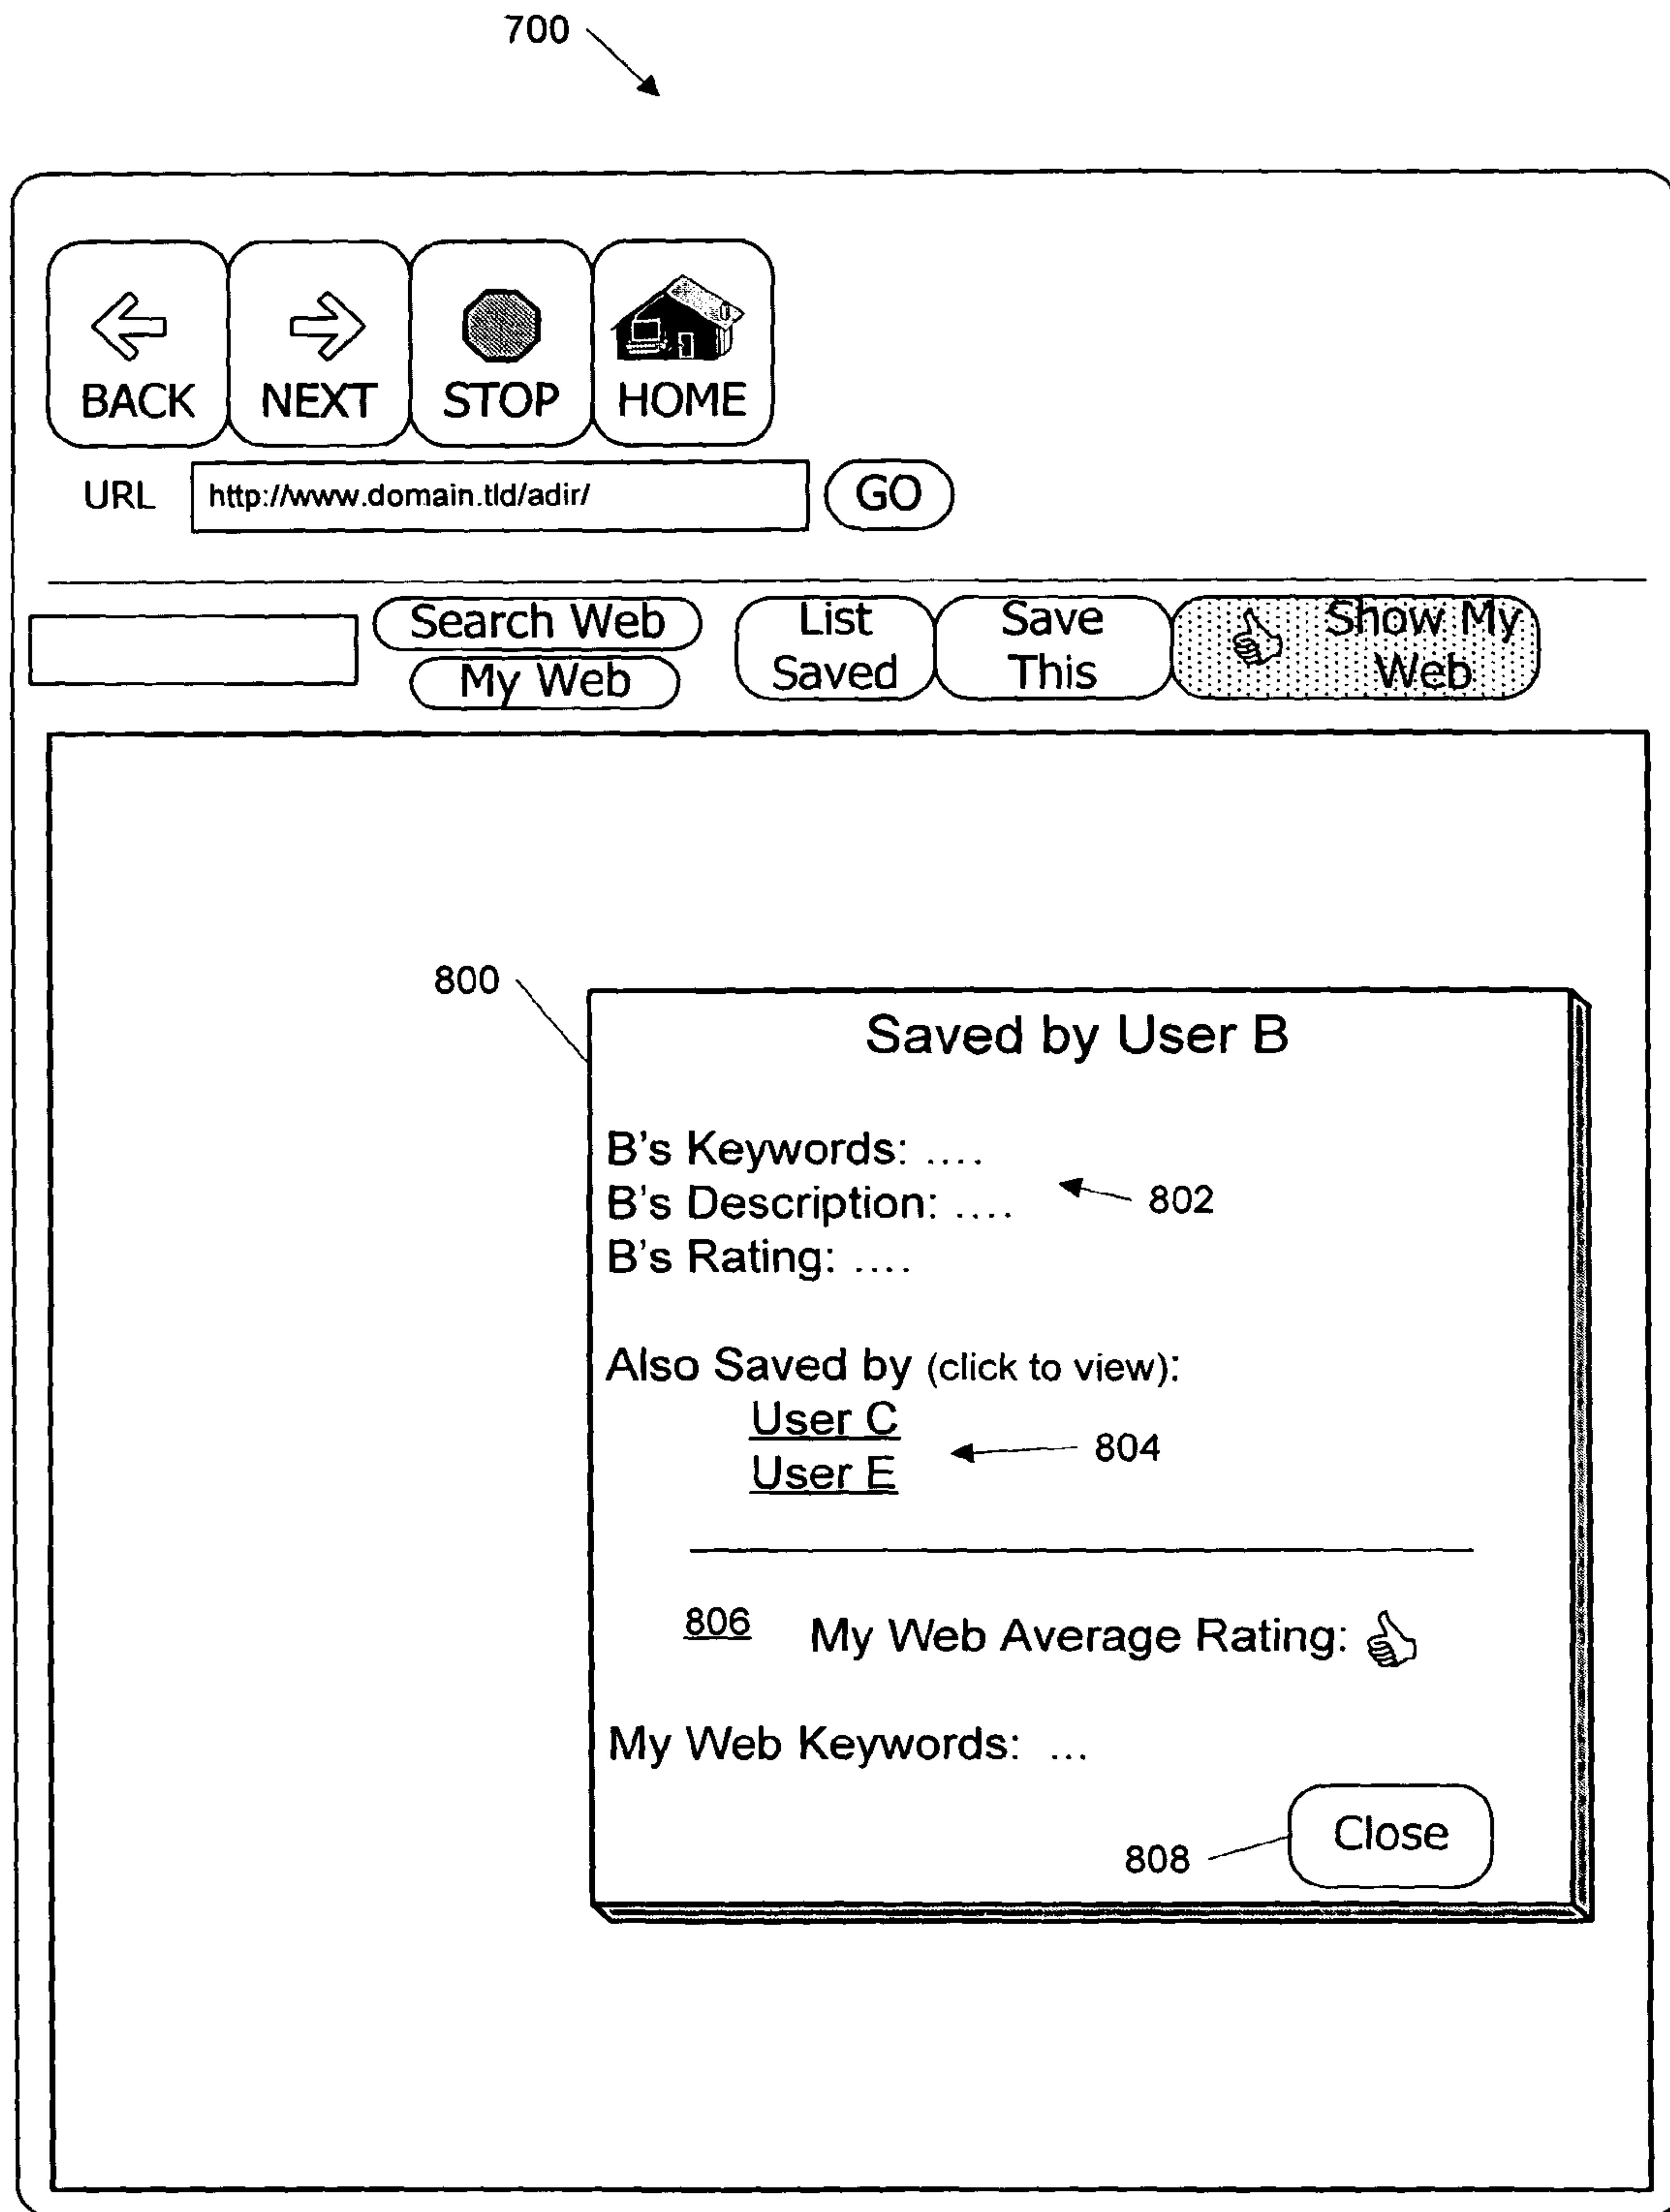 700
BACK NEXT STOP HOME
URL http://www.domain.tld/adir/ GO
Search Web
My Web
List
Saved
Save
This
Show My
Web
800
Saved by User B
B's Keywords: ....
B's Description: ....
802
B's Rating: ....
Also Saved by (click to view):
User C
User E
804
806 My Web Average Rating:
My Web Keywords: ...
Close
808